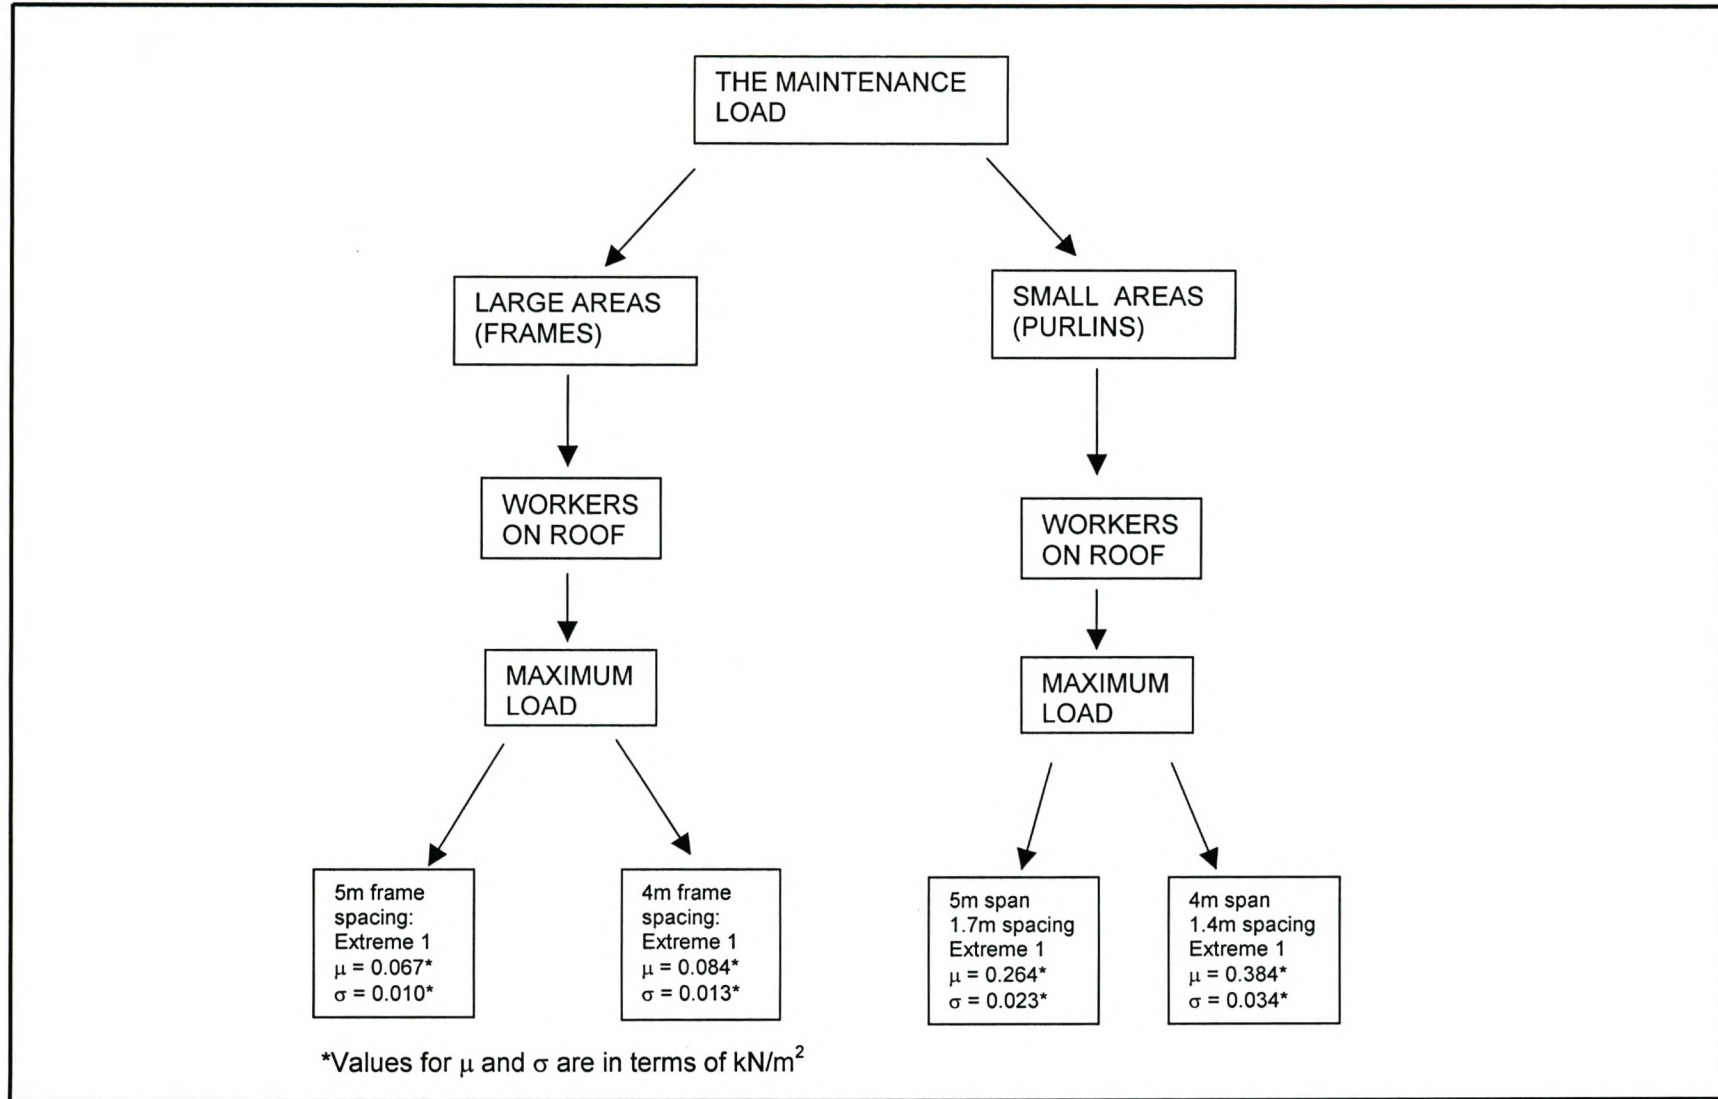 THE MAINTENANCE
LOAD
LARGE AREAS
(FRAMES)
SMALL AREAS
(PURLINS)
WORKERS
ON ROOF
WORKERS
ON ROOF
MAXIMUM
LOAD
MAXIMUM
LOAD
5m frame
spacing:
Extreme 1
μ = 0.067*
σ = 0.010*
4m frame
spacing:
Extreme 1
μ = 0.084*
σ = 0.013*
5m span
1.7m spacing
Extreme 1
μ = 0.264*
σ = 0.023*
4m span
1.4m spacing
Extreme 1
μ = 0.384*
σ = 0.034*
*Values for μ and σ are in terms of kN/m²